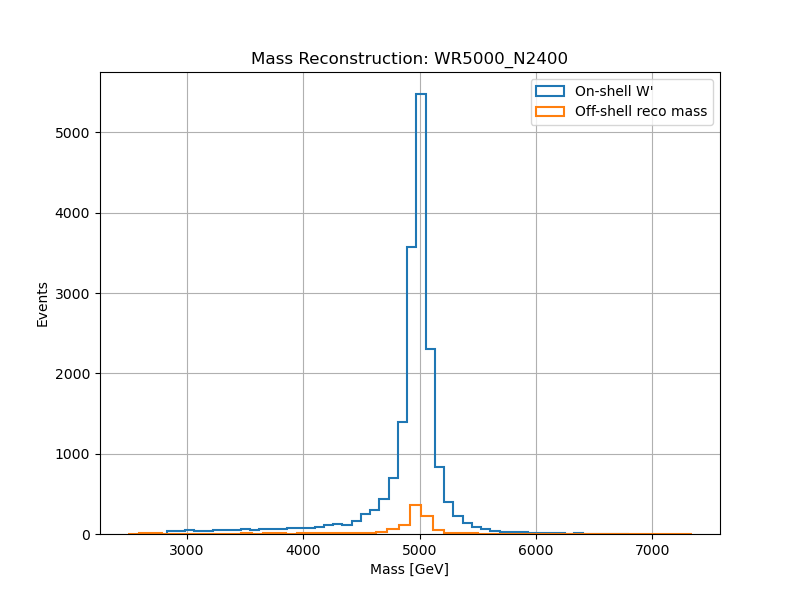 Mass Reconstruction: WR5000_N2400
On-shell W'
Off-shell reco mass
Events
5000
4000
3000
2000
1000
0
3000 4000 5000 6000 7000
Mass [GeV]